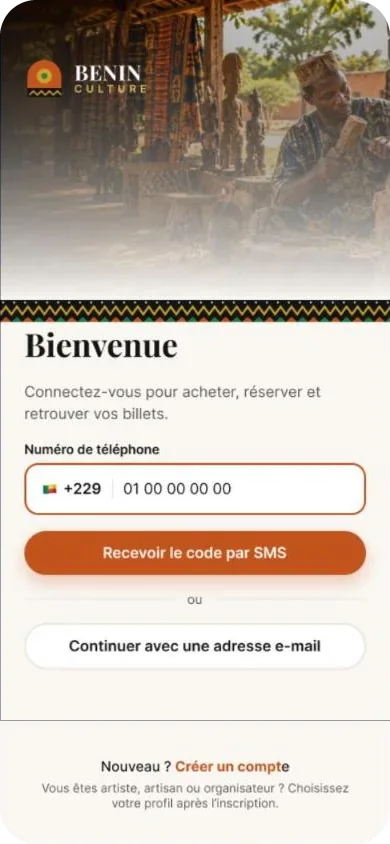 BENIN
CULTURE
Bienvenue
Connectez-vous pour acheter, réserver et
retrouver vos billets.
Numéro de téléphone
+229 01 00 00 00 00
Recevoir le code par SMS
ou
Continuer avec une adresse e-mail
Nouveau ? Créer un compte
Vous êtes artiste, artisan ou organisateur ? Choisissez
votre profil après l'inscription.